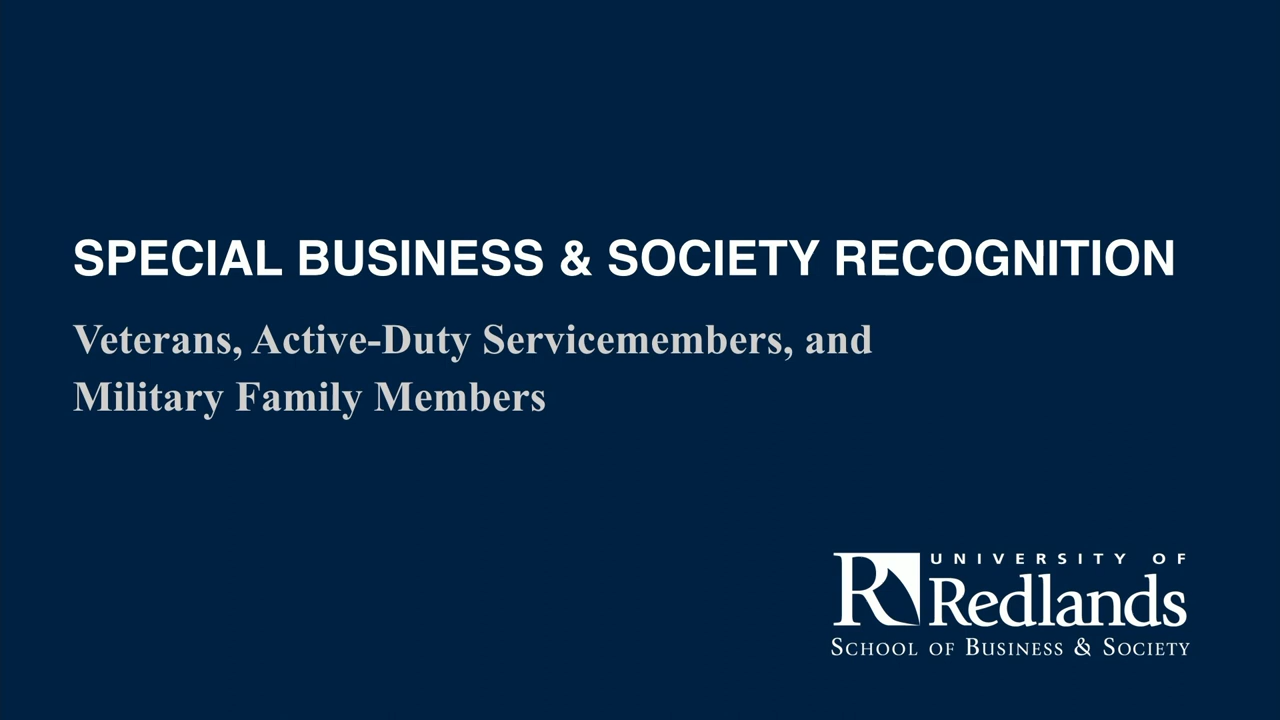 SPECIAL BUSINESS & SOCIETY RECOGNITION
Veterans, Active-Duty Servicemembers, and
Military Family Members
R
UNIVERSITY OF
Redlands
SCHOOL OF BUSINESS & SOCIETY